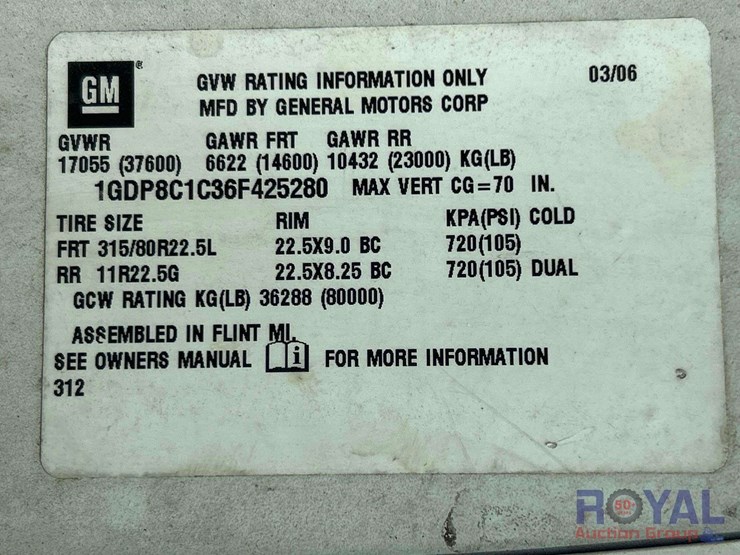 GM ®
GVW RATING INFORMATION ONLY 03/06
MFD BY GENERAL MOTORS CORP
GVWR GAWR FRT GAWR RR
17055 (37600) 6622 (14600) 10432 (23000) KG(LB)
1GDP8C1C36F425280 MAX VERT CG=70 IN.
TIRE SIZE RIM KPA(PSI) COLD
FRT 315/80R22.5L 22.5X9.0 BC 720(105)
RR 11R22.5G 22.5X8.25 BC 720(105) DUAL
GCW RATING KG(LB) 36288 (80000)
ASSEMBLED IN FLINT MI.
SEE OWNERS MANUAL i FOR MORE INFORMATION
312
ROYAL
50
Auction Group